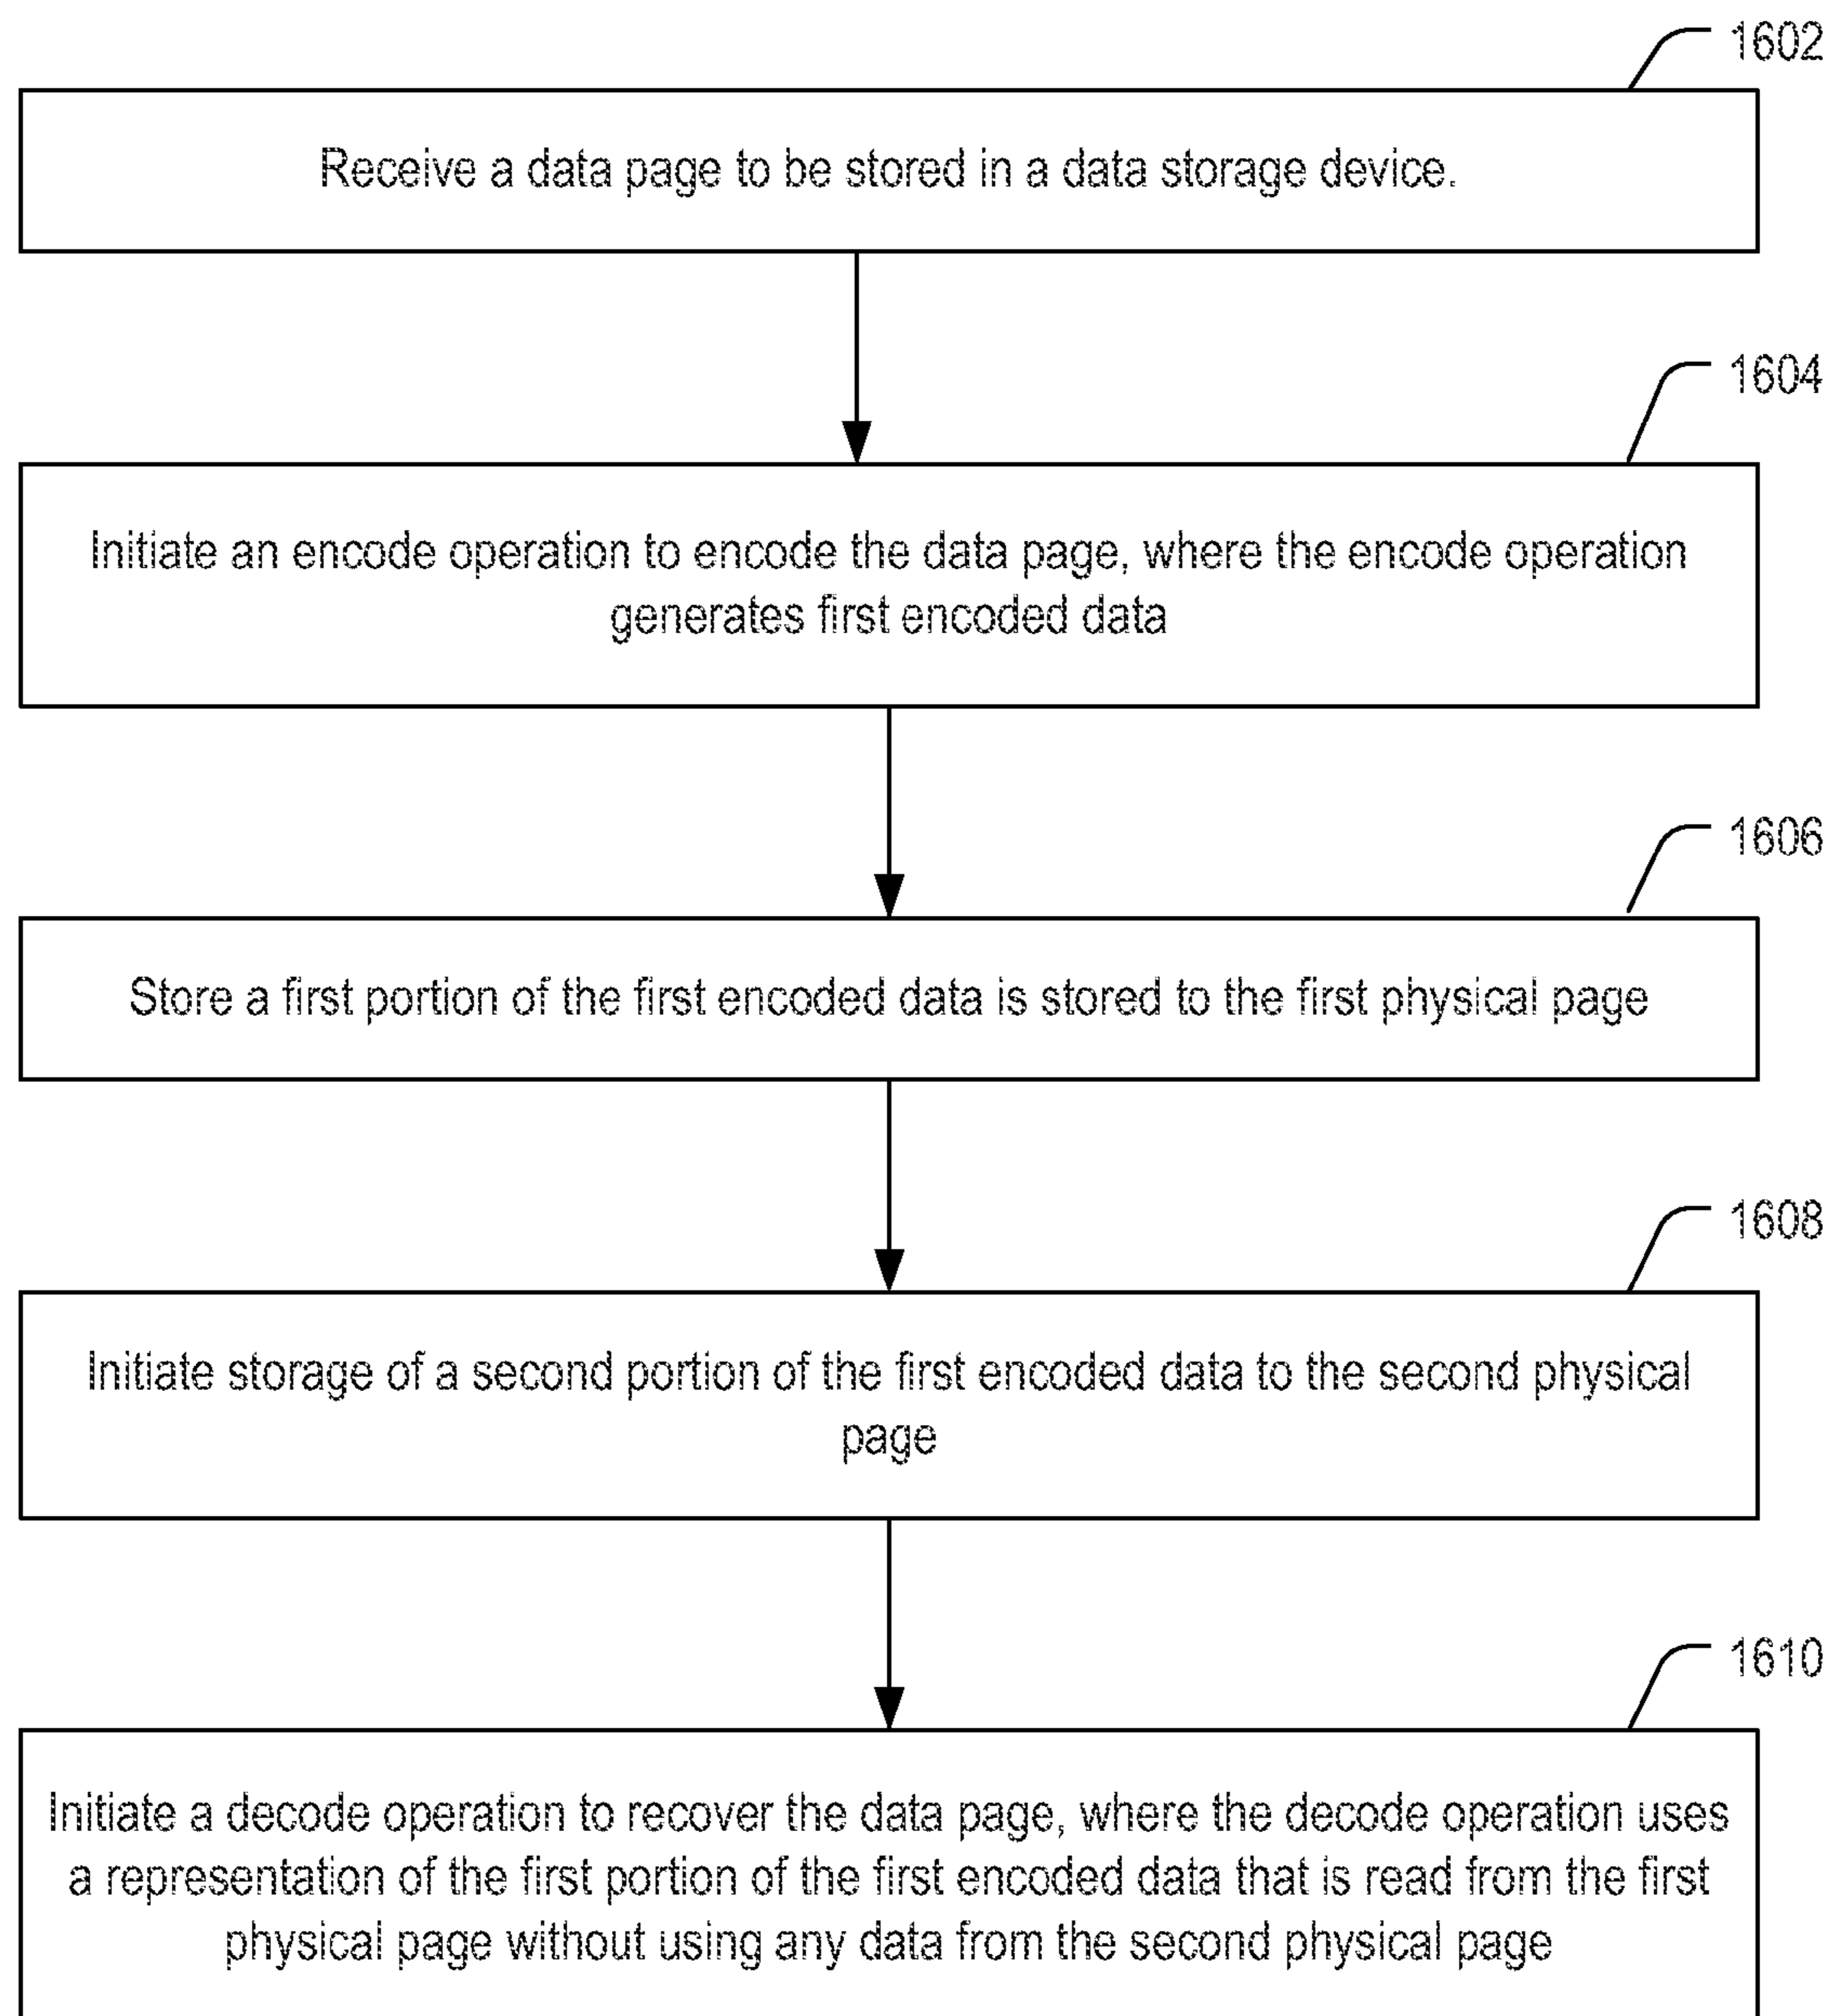 1602
Receive a data page to be stored in a data storage device.
1604
Initiate an encode operation to encode the data page, where the encode operation
generates first encoded data
1606
Store a first portion of the first encoded data is stored to the first physical page
1608
Initiate storage of a second portion of the first encoded data to the second physical
page
1610
Initiate a decode operation to recover the data page, where the decode operation uses
a representation of the first portion of the first encoded data that is read from the first
physical page without using any data from the second physical page